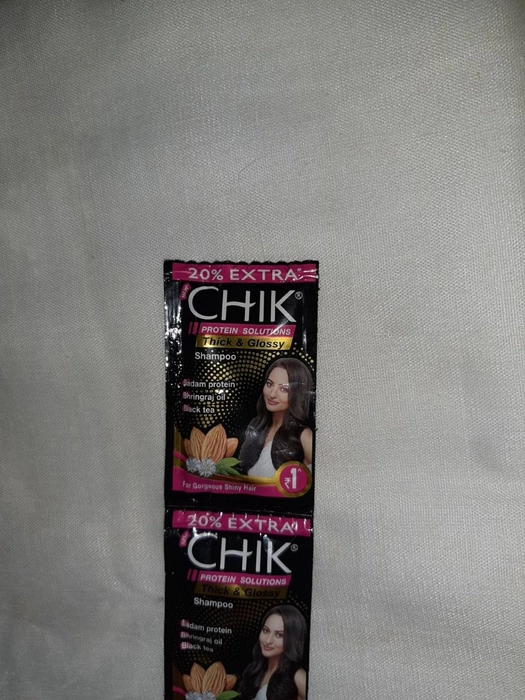 20% EXTRA*
CHIK®
PROTEIN SOLUTIONS
Thick & Glossy
Shampoo
Badam protein
Bhringraj oil
Black tea
₹1^
For Gorgeous Shiny Hair
20% EXTRA*
CHIK®
PROTEIN SOLUTIONS
Thick & Glossy
Shampoo
Badam protein
Bhringraj oil
Black tea